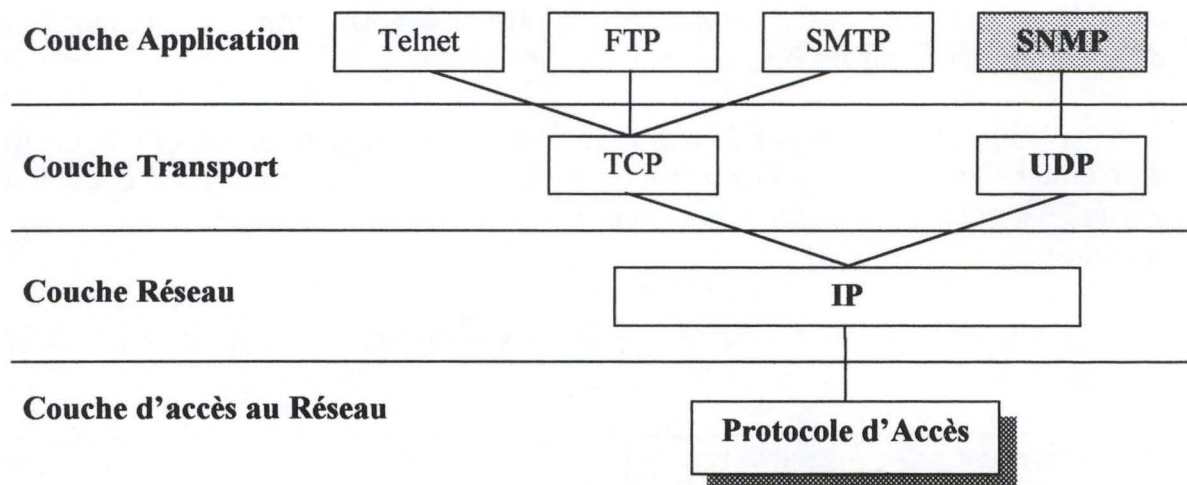 Couche Application Telnet FTP SMTP SNMP
Couche Transport TCP UDP
Couche Réseau IP
Couche d'accès au Réseau
Protocole d'Accès